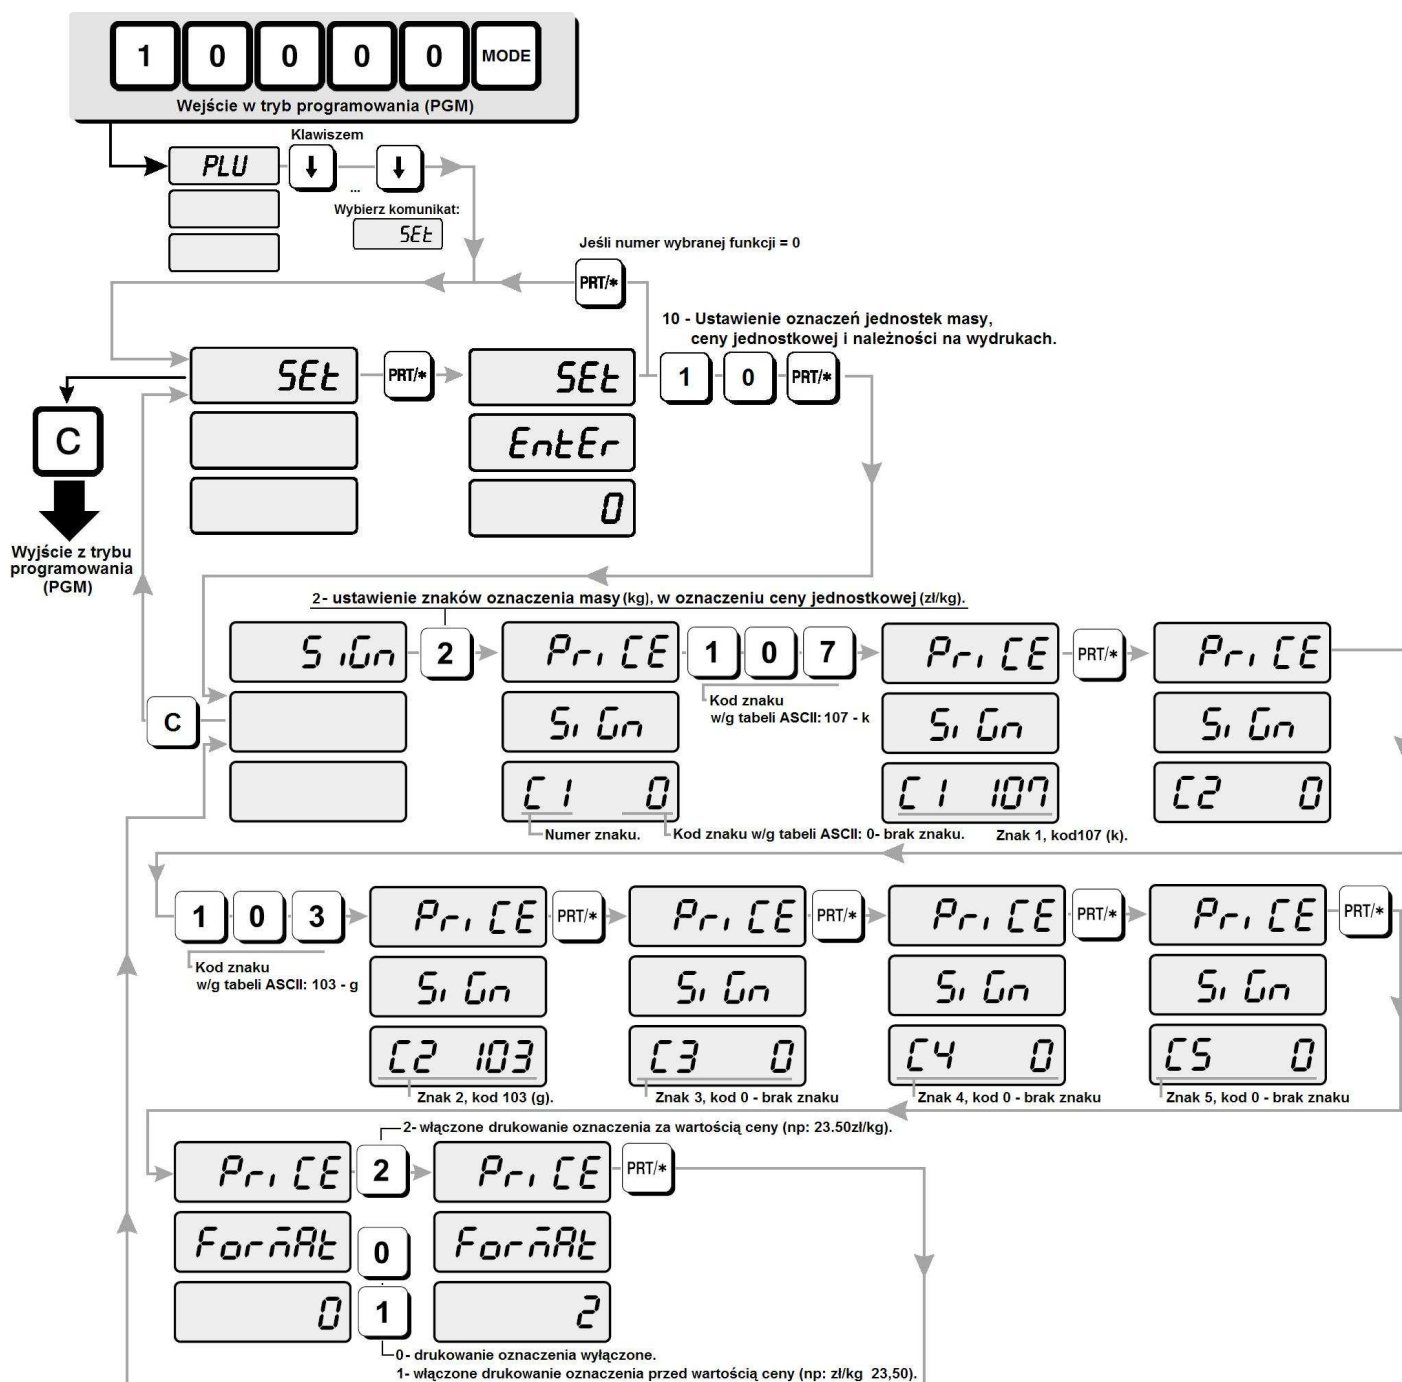 1 0 0 0 0 MODE
Wejście w tryb programowania (PGM)
Klawiszem
PLU
...
Wybierz komunikat:
SEt
Jeśli numer wybranej funkcji = 0
PRT/*
10 - Ustawienie oznaczeń jednostek masy,
ceny jednostkowej i należności na wydrukach.
SEt PRT/* SEt 1 0 PRT/*
C
EntEr
0
Wyjście z trybu
programowania
(PGM)
2- ustawienie znaków oznaczenia masy (kg), w oznaczeniu ceny jednostkowej (zł/kg).
SiGn 2 PriCE 1 0 7 PriCE PRT/* PriCE
Kod znaku
w/g tabeli ASCII: 107 - k
C
SiGn SiGn SiGn
C1 0 C1 107 C2 0
Numer znaku. Kod znaku w/g tabeli ASCII: 0- brak znaku. Znak 1, kod107 (k).
1 0 3 PriCE PRT/* PriCE PRT/* PriCE PRT/* PriCE PRT/*
Kod znaku
w/g tabeli ASCII: 103 - g
SiGn SiGn SiGn SiGn
C2 103 C3 0 C4 0 C5 0
Znak 2, kod 103 (g). Znak 3, kod 0 - brak znaku Znak 4, kod 0 - brak znaku Znak 5, kod 0 - brak znaku
2- włączone drukowanie oznaczenia za wartością ceny (np: 23.50zł/kg).
PriCE 2 PriCE PRT/*
ForñAt 0 ForñAt
0 1 2
0- drukowanie oznaczenia wyłączone.
1- włączone drukowanie oznaczenia przed wartością ceny (np: zł/kg 23,50).